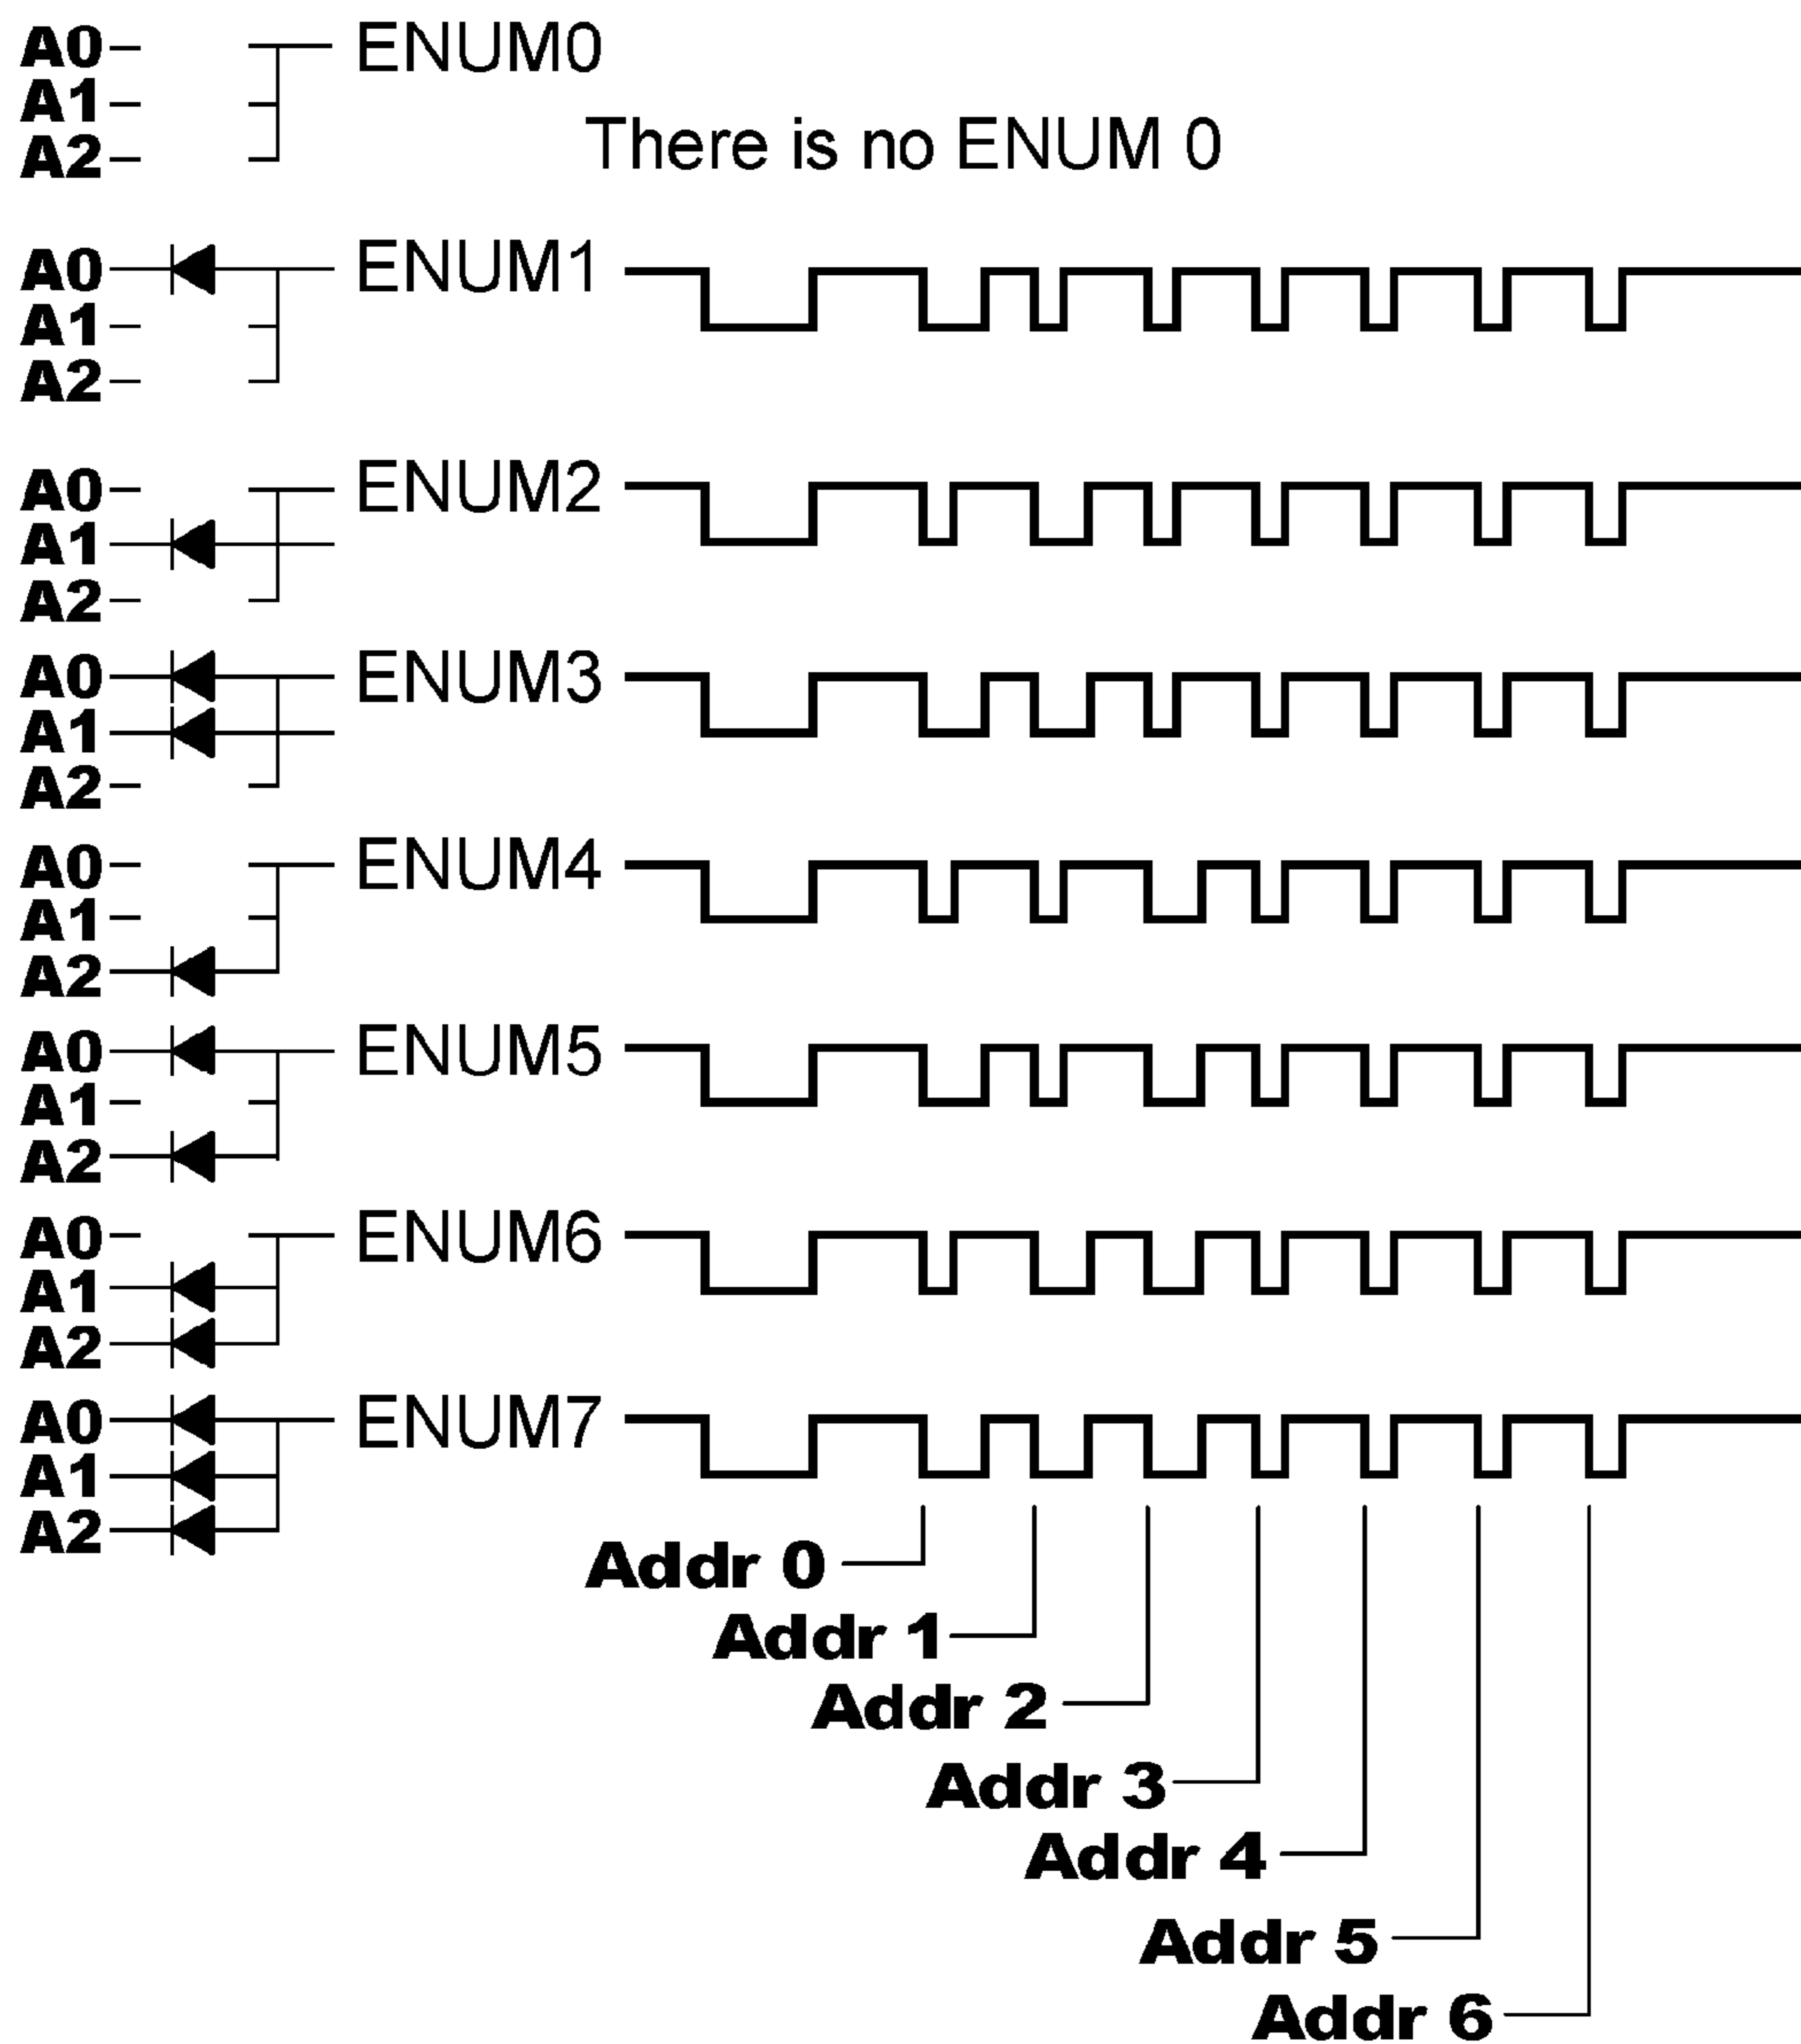 A0 ENUM0
A1
There is no ENUM 0
A2
A0 ENUM1
A1
A2
A0 ENUM2
A1
A2
A0 ENUM3
A1
A2
A0 ENUM4
A1
A2
A0 ENUM5
A1
A2
A0 ENUM6
A1
A2
A0 ENUM7
A1
A2
Addr 0
Addr 1
Addr 2
Addr 3
Addr 4
Addr 5
Addr 6